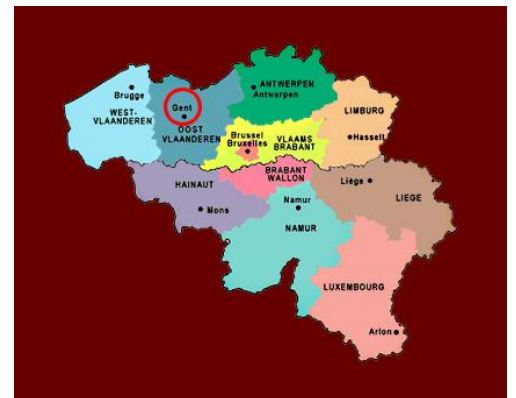 Brugge
WEST-
VLAANDEREN
Gent
OOST
VLAANDEREN
ANTWERPEN
Antwerpen
LIMBURG
Hasselt
Brussel
Bruxelles
VLAAMS
BRABANT
BRABANT
WALLON
HAINAUT
Mons
Namur
NAMUR
Liège
LIEGE
LUXEMBOURG
Arlon